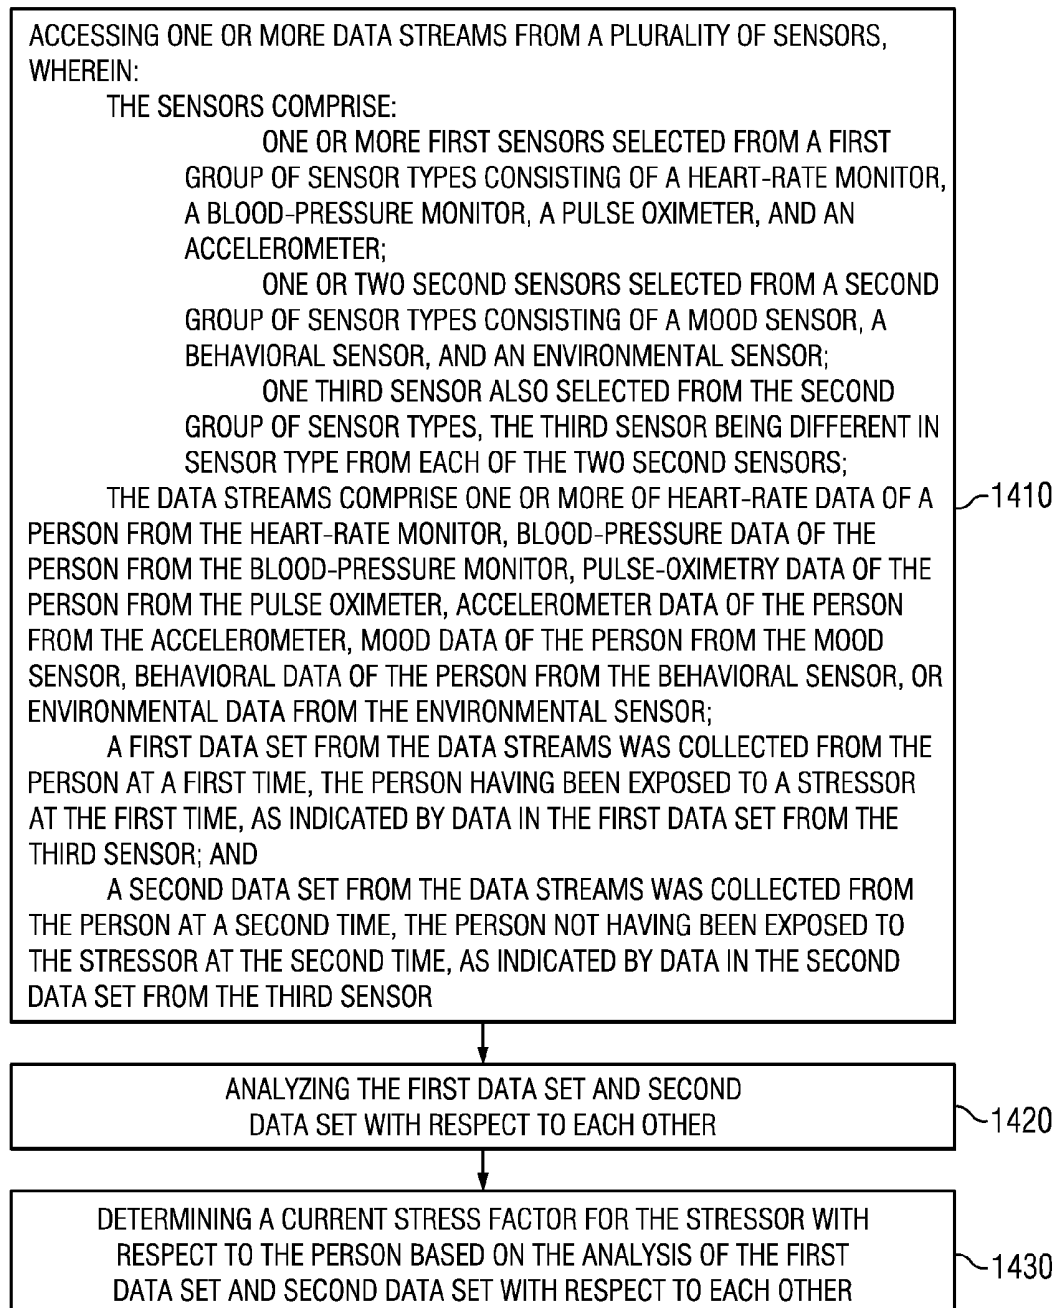 ACCESSING ONE OR MORE DATA STREAMS FROM A PLURALITY OF SENSORS,
WHEREIN:
THE SENSORS COMPRISE:
ONE OR MORE FIRST SENSORS SELECTED FROM A FIRST
GROUP OF SENSOR TYPES CONSISTING OF A HEART-RATE MONITOR,
A BLOOD-PRESSURE MONITOR, A PULSE OXIMETER, AND AN
ACCELEROMETER;
ONE OR TWO SECOND SENSORS SELECTED FROM A SECOND
GROUP OF SENSOR TYPES CONSISTING OF A MOOD SENSOR, A
BEHAVIORAL SENSOR, AND AN ENVIRONMENTAL SENSOR;
ONE THIRD SENSOR ALSO SELECTED FROM THE SECOND
GROUP OF SENSOR TYPES, THE THIRD SENSOR BEING DIFFERENT IN
SENSOR TYPE FROM EACH OF THE TWO SECOND SENSORS;
THE DATA STREAMS COMPRISE ONE OR MORE OF HEART-RATE DATA OF A
PERSON FROM THE HEART-RATE MONITOR, BLOOD-PRESSURE DATA OF THE
PERSON FROM THE BLOOD-PRESSURE MONITOR, PULSE-OXIMETRY DATA OF THE
PERSON FROM THE PULSE OXIMETER, ACCELEROMETER DATA OF THE PERSON
FROM THE ACCELEROMETER, MOOD DATA OF THE PERSON FROM THE MOOD
SENSOR, BEHAVIORAL DATA OF THE PERSON FROM THE BEHAVIORAL SENSOR, OR
ENVIRONMENTAL DATA FROM THE ENVIRONMENTAL SENSOR;
A FIRST DATA SET FROM THE DATA STREAMS WAS COLLECTED FROM THE
PERSON AT A FIRST TIME, THE PERSON HAVING BEEN EXPOSED TO A STRESSOR
AT THE FIRST TIME, AS INDICATED BY DATA IN THE FIRST DATA SET FROM THE
THIRD SENSOR; AND
A SECOND DATA SET FROM THE DATA STREAMS WAS COLLECTED FROM
THE PERSON AT A SECOND TIME, THE PERSON NOT HAVING BEEN EXPOSED TO
THE STRESSOR AT THE SECOND TIME, AS INDICATED BY DATA IN THE SECOND
DATA SET FROM THE THIRD SENSOR
1410
ANALYZING THE FIRST DATA SET AND SECOND
DATA SET WITH RESPECT TO EACH OTHER
1420
DETERMINING A CURRENT STRESS FACTOR FOR THE STRESSOR WITH
RESPECT TO THE PERSON BASED ON THE ANALYSIS OF THE FIRST
DATA SET AND SECOND DATA SET WITH RESPECT TO EACH OTHER
1430